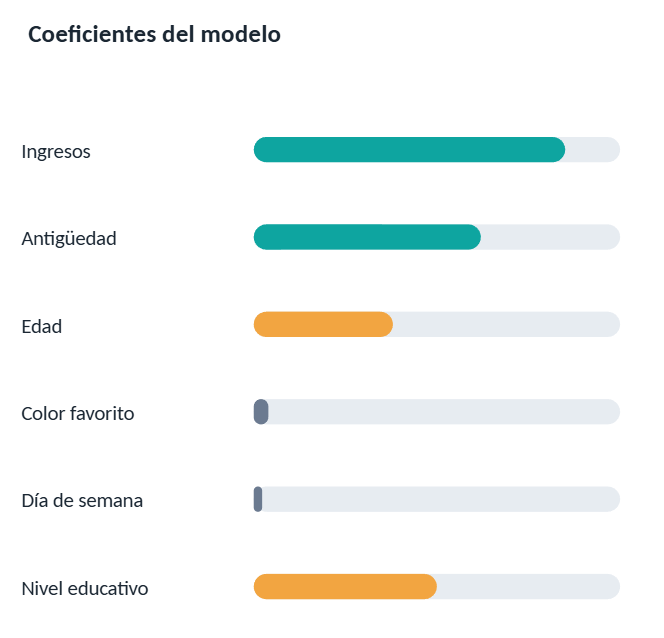 Coeficientes del modelo
Ingresos
Antigüedad
Edad
Color favorito
Día de semana
Nivel educativo